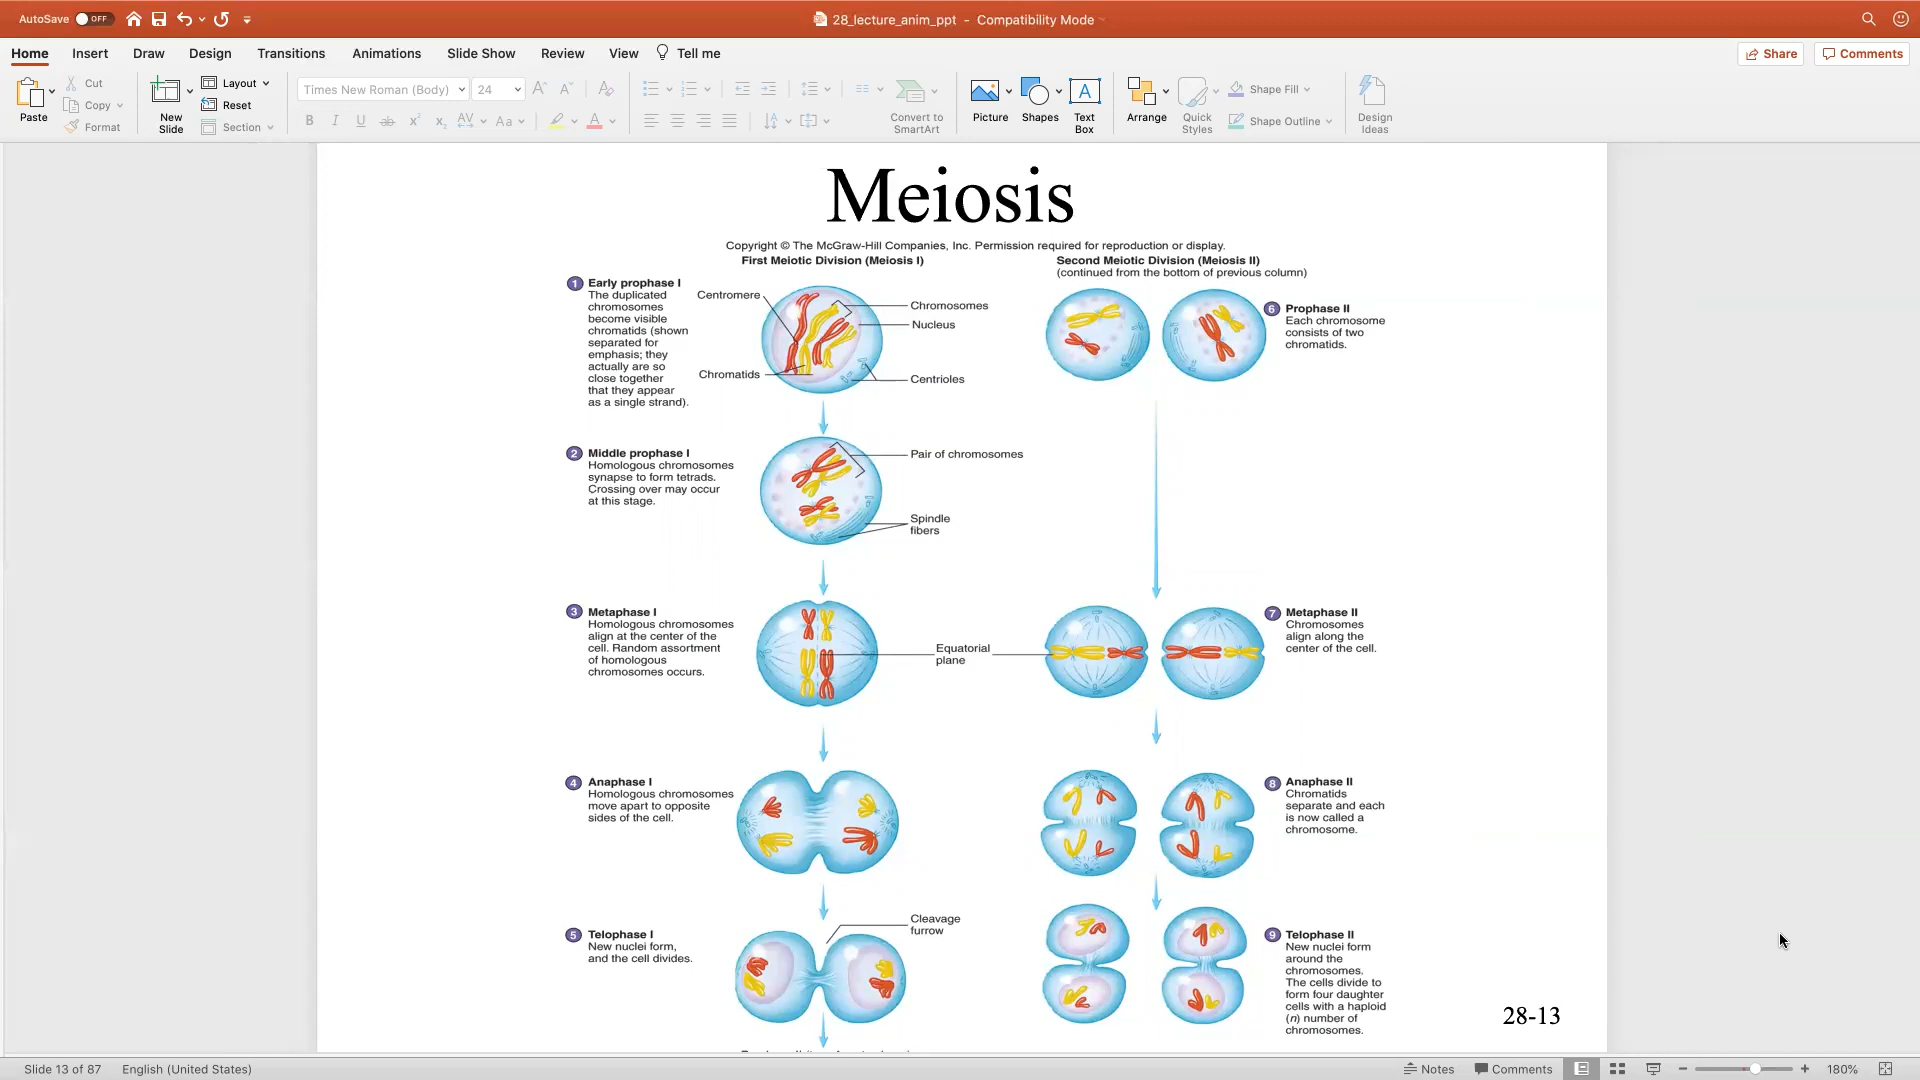 AutoSave OFF
28_lecture_anim_ppt - Compatibility Mode
Home Insert Draw Design Transitions Animations Slide Show Review View Tell me
Share Comments
Paste
Cut
Copy
Format
New Slide
Layout
Reset
Section
Times New Roman (Body) 24
Convert to SmartArt
Picture
Shapes
Text Box
Arrange
Quick Styles
Shape Fill
Shape Outline
Design Ideas
Meiosis
Copyright © The McGraw-Hill Companies, Inc. Permission required for reproduction or display.
First Meiotic Division (Meiosis I)
1 Early prophase I
The duplicated
chromosomes
become visible
chromatids (shown
separated for
emphasis; they
actually are so
close together
that they appear
as a single strand).
Centromere
Chromatids
Chromosomes
Nucleus
Centrioles
2 Middle prophase I
Homologous chromosomes
synapse to form tetrads.
Crossing over may occur
at this stage.
Pair of chromosomes
Spindle
fibers
3 Metaphase I
Homologous chromosomes
align at the center of the
cell. Random assortment
of homologous
chromosomes occurs.
Equatorial
plane
4 Anaphase I
Homologous chromosomes
move apart to opposite
sides of the cell.
5 Telophase I
New nuclei form,
and the cell divides.
Cleavage
furrow
Second Meiotic Division (Meiosis II)
(continued from the bottom of previous column)
6 Prophase II
Each chromosome
consists of two
chromatids.
7 Metaphase II
Chromosomes
align along the
center of the cell.
8 Anaphase II
Chromatids
separate and each
is now called a
chromosome.
9 Telophase II
New nuclei form
around the
chromosomes.
The cells divide to
form four daughter
cells with a haploid
(n) number of
chromosomes.
28-13
Slide 13 of 87 English (United States)
Notes Comments 180%